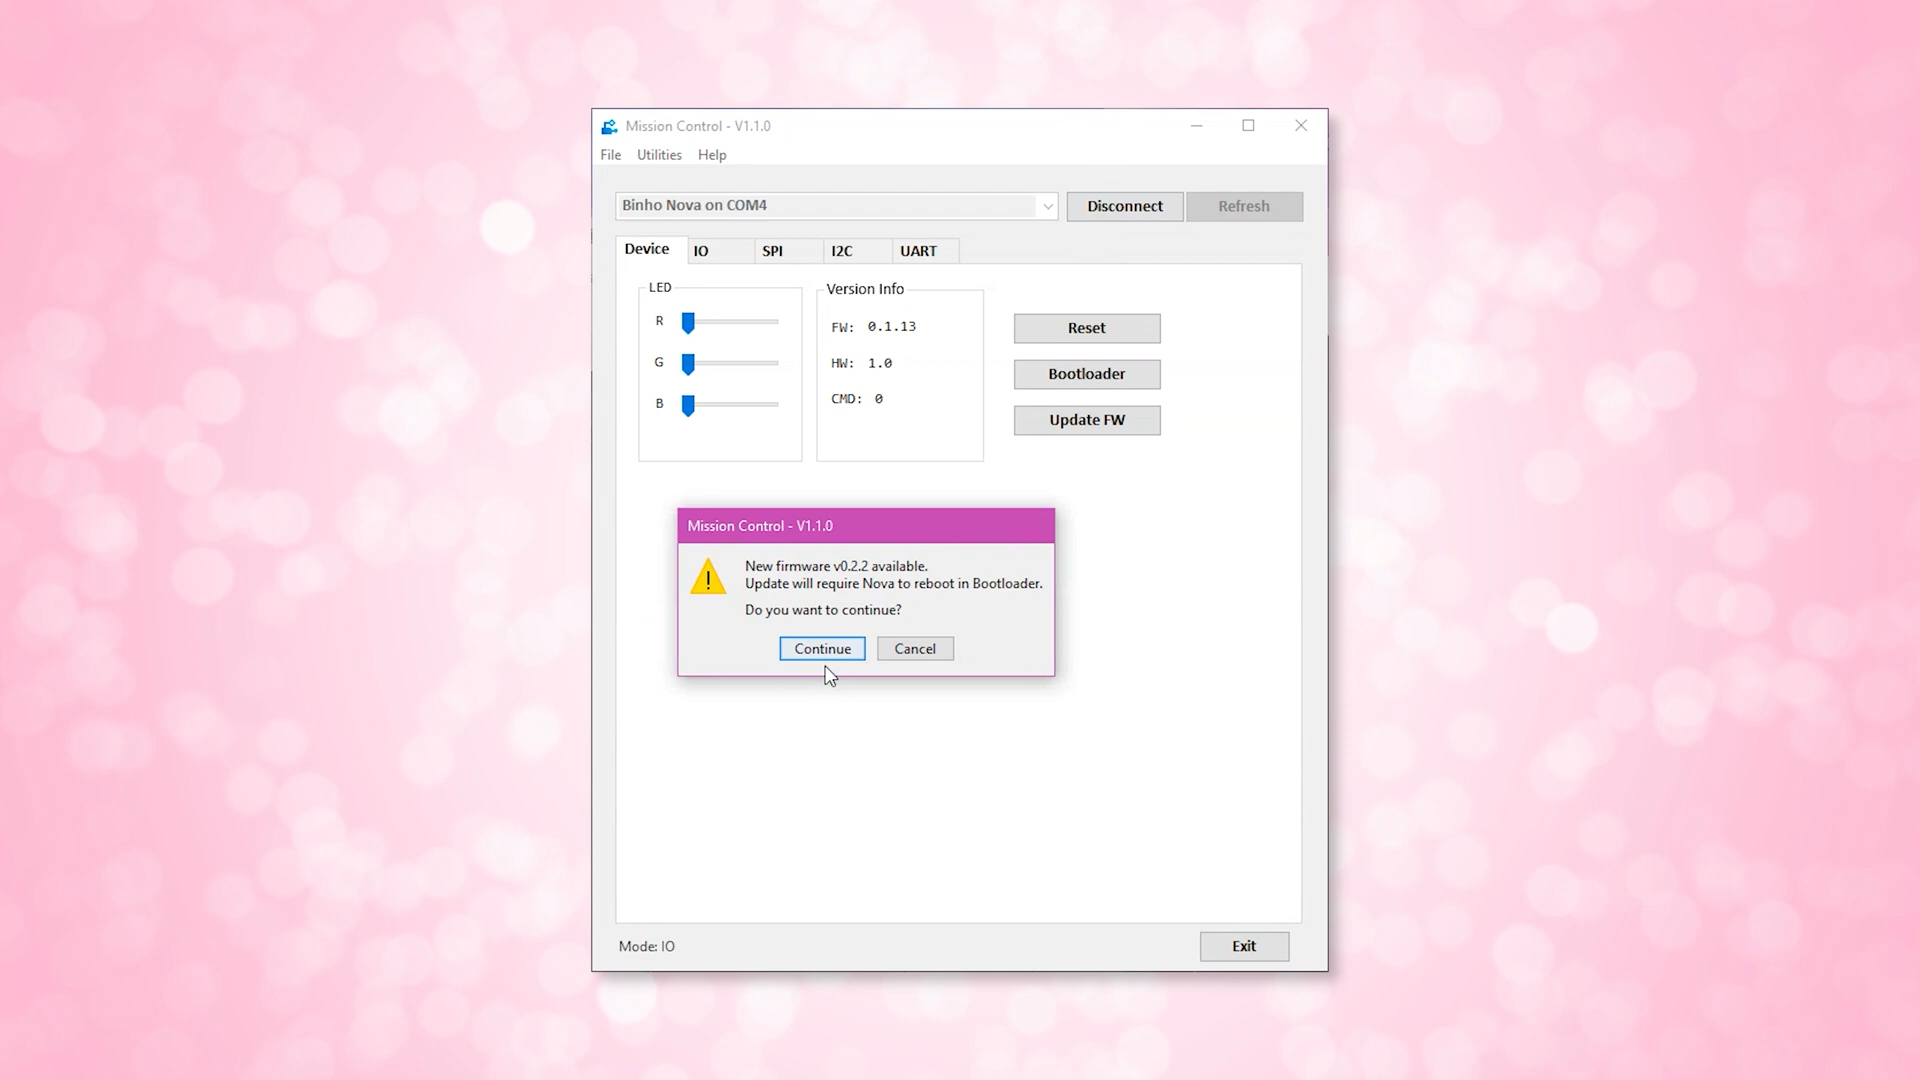 Mission Control - V1.1.0
File Utilities Help
Binho Nova on COM4 Disconnect Refresh
Device IO SPI I2C UART
LED
R
G
B
Version Info
FW: 0.1.13
HW: 1.0
CMD: 0
Reset
Bootloader
Update FW
Mission Control - V1.1.0
New firmware v0.2.2 available.
Update will require Nova to reboot in Bootloader.
Do you want to continue?
Continue Cancel
Mode: IO Exit